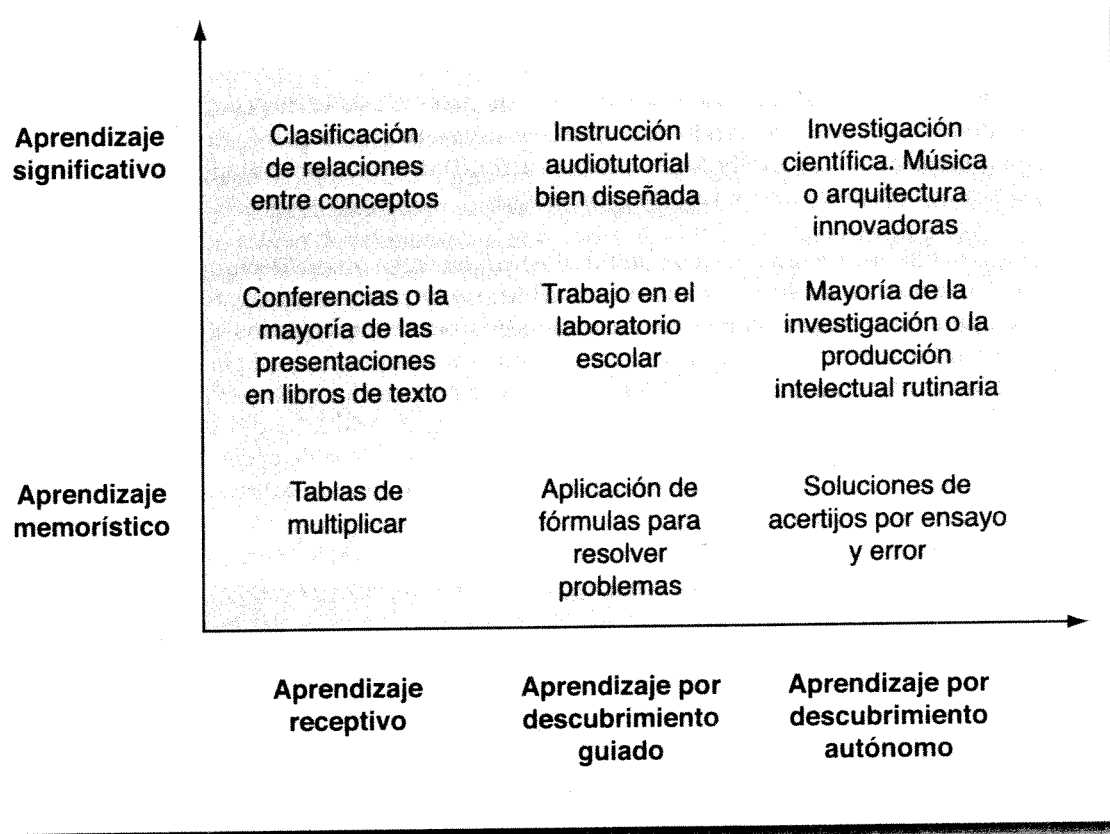 Aprendizaje
significativo
Clasificación
de relaciones
entre conceptos
Instrucción
audiotutorial
bien diseñada
Investigación
científica. Música
o arquitectura
innovadoras
Conferencias o la
mayoría de las
presentaciones
en libros de texto
Trabajo en el
laboratorio
escolar
Mayoría de la
investigación o la
producción
intelectual rutinaria
Aprendizaje
memorístico
Tablas de
multiplicar
Aplicación de
fórmulas para
resolver
problemas
Soluciones de
acertijos por ensayo
y error
Aprendizaje
receptivo
Aprendizaje por
descubrimiento
guiado
Aprendizaje por
descubrimiento
autónomo